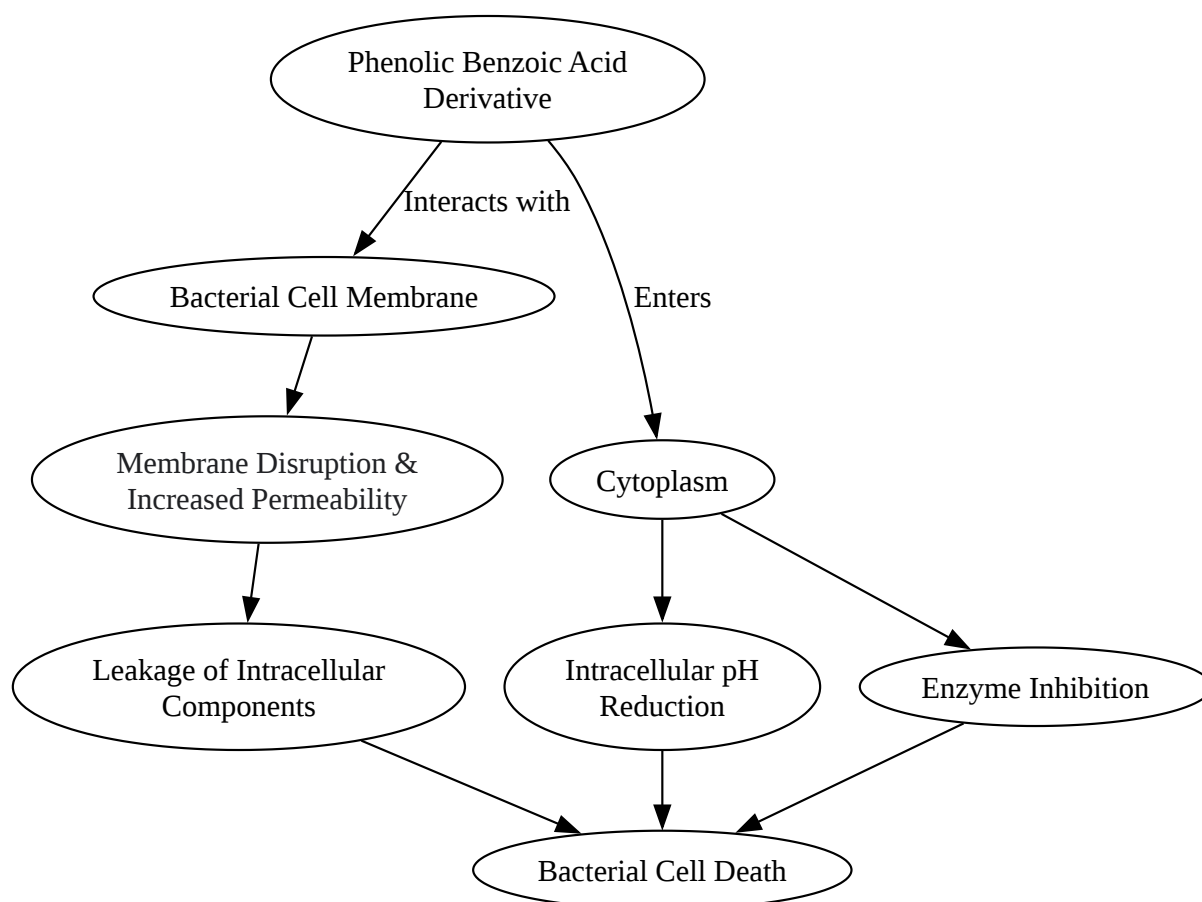 Phenolic Benzoic Acid
Derivative
Interacts with
Bacterial Cell Membrane
Enters
Membrane Disruption &
Increased Permeability
Cytoplasm
Leakage of Intracellular
Components
Intracellular pH
Reduction
Enzyme Inhibition
Bacterial Cell Death